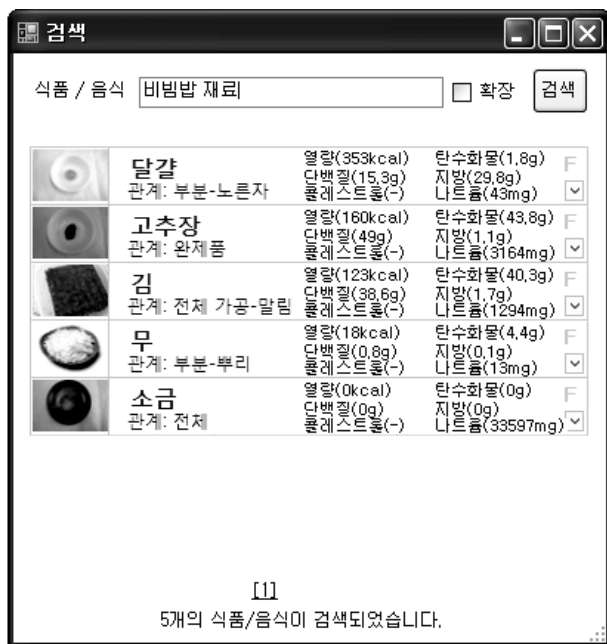 검색
식품 / 음식 비빔밥 재료 확장 검색
달걀
관계: 부분-노른자
열량(353kcal) 탄수화물(1,8g)
단백질(15,3g) 지방(29,8g)
콜레스트롤(-) 나트륨(43mg)
F
고추장
관계: 완제품
열량(160kcal) 탄수화물(43,8g)
단백질(49g) 지방(1,1g)
콜레스트롤(-) 나트륨(3164mg)
F
김
관계: 전체 가공-말림
열량(123kcal) 탄수화물(40,3g)
단백질(38,6g) 지방(1,7g)
콜레스트롤(-) 나트륨(1294mg)
F
무
관계: 부분-뿌리
열량(18kcal) 탄수화물(4,4g)
단백질(0,8g) 지방(0,1g)
콜레스트롤(-) 나트륨(13mg)
F
소금
관계: 전체
열량(0kcal) 탄수화물(0g)
단백질(0g) 지방(0g)
콜레스트롤(-) 나트륨(33597mg)
F
[1]
5개의 식품/음식이 검색되었습니다.